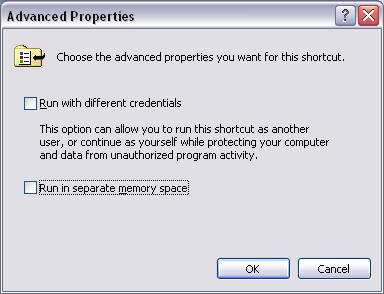 Advanced Properties
Choose the advanced properties you want for this shortcut.
Run with different credentials
This option can allow you to run this shortcut as another
user, or continue as yourself while protecting your computer
and data from unauthorized program activity.
Run in separate memory space
OK Cancel